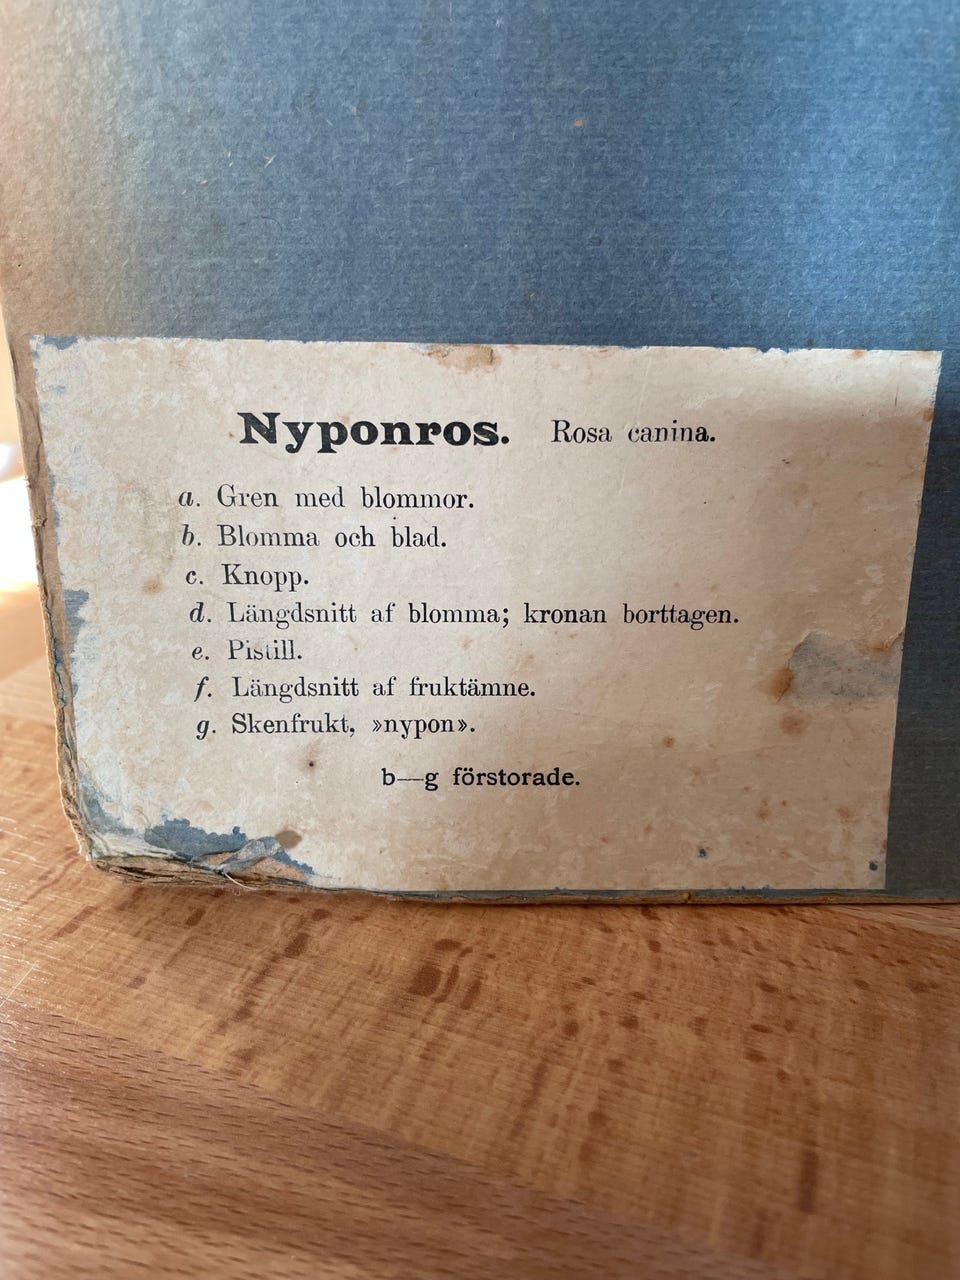 Nyponros. Rosa canina.
a. Gren med blommor.
b. Blomma och blad.
c. Knopp.
d. Längdsnitt af blomma; kronan borttagen.
e. Pistill.
f. Längdsnitt af fruktämne.
g. Skenfrukt, »nypon».
b—g förstorade.